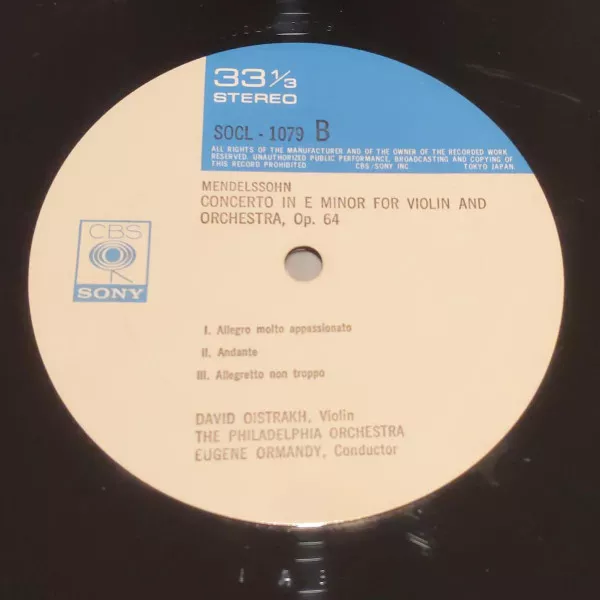 33 1/3
STEREO
SOCL - 1079 B
ALL RIGHTS OF THE MANUFACTURER AND OF THE OWNER OF THE RECORDED WORK
RESERVED. UNAUTHORIZED PUBLIC PERFORMANCE, BROADCASTING AND COPYING OF
THIS RECORD PROHIBITED. CBS/SONY INC. TOKYO JAPAN.
MENDELSSOHN
CONCERTO IN E MINOR FOR VIOLIN AND
ORCHESTRA, Op. 64
CBS
SONY
I. Allegro molto appassionato
II. Andante
III. Allegretto non troppo
DAVID OISTRAKH, Violin
THE PHILADELPHIA ORCHESTRA
EUGENE ORMANDY, Conductor